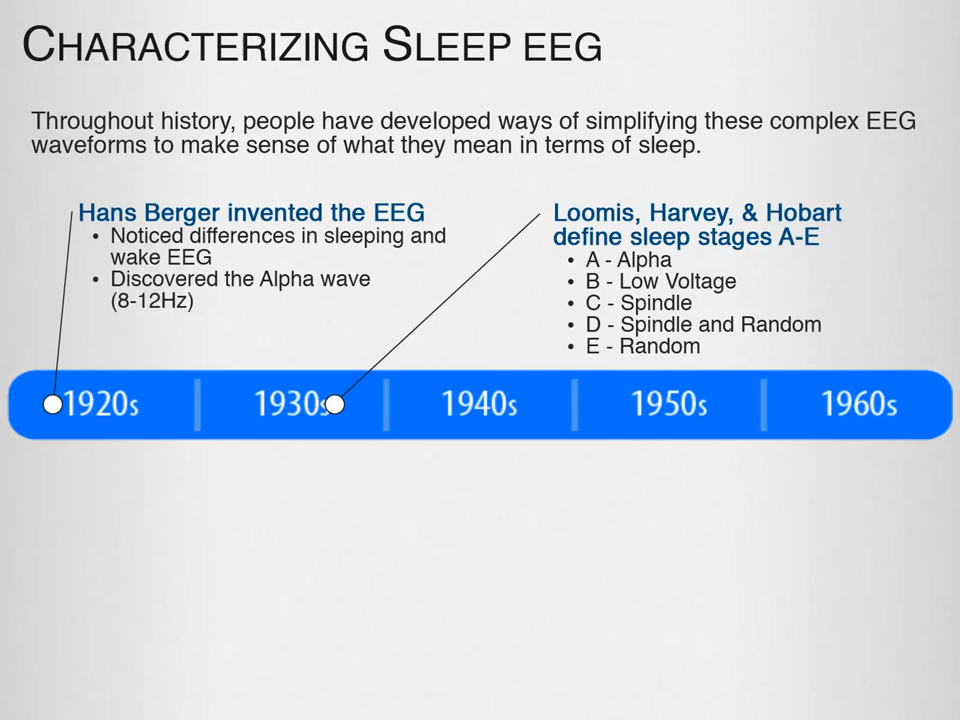 CHARACTERIZING SLEEP EEG
Throughout history, people have developed ways of simplifying these complex EEG
waveforms to make sense of what they mean in terms of sleep.
Hans Berger invented the EEG
• Noticed differences in sleeping and
wake EEG
• Discovered the Alpha wave
(8-12Hz)
Loomis, Harvey, & Hobart
define sleep stages A-E
• A - Alpha
• B - Low Voltage
• C - Spindle
• D - Spindle and Random
• E - Random
1920s
1930s
1940s
1950s
1960s